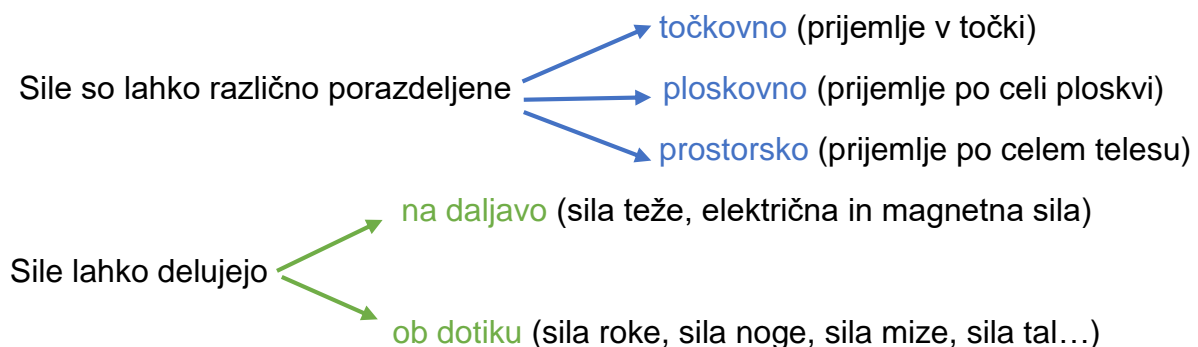 točkovno (prijemlje v točki)
Sile so lahko različno porazdeljene
ploskovno (prijemlje po celi ploskvi)
prostorsko (prijemlje po celem telesu)
na daljavo (sila teže, električna in magnetna sila)
Sile lahko delujejo
ob dotiku (sila roke, sila noge, sila mize, sila tal…)